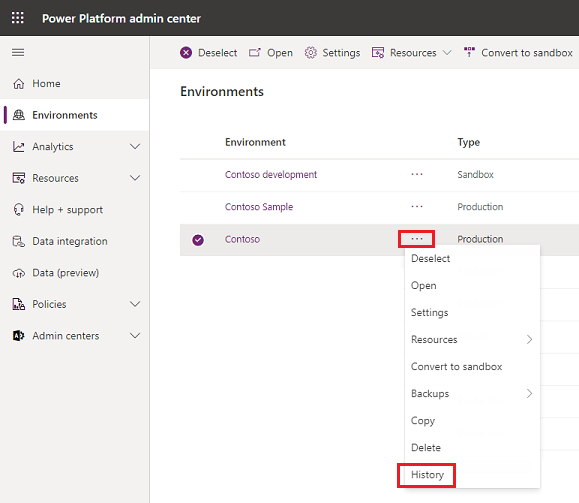 Power Platform admin center
Deselect Open Settings Resources Convert to sandbox
Home
Environments
Analytics
Resources
Help + support
Data integration
Data (preview)
Policies
Admin centers
Environments
Environment Type
Contoso development ... Sandbox
Contoso Sample ... Production
Contoso ... Production
Deselect
Open
Settings
Resources
Convert to sandbox
Backups
Copy
Delete
History